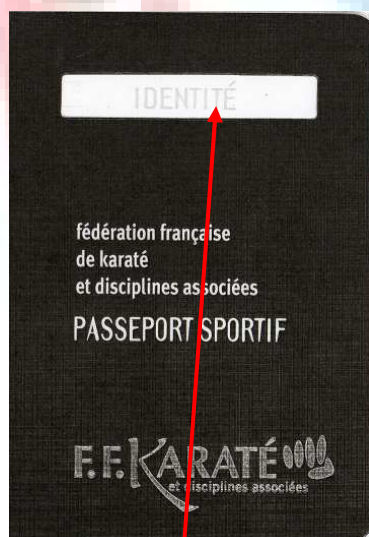 IDENTITÉ
fédération française
de karaté
et disciplines associées
PASSEPORT SPORTIF
F.F.KARATÉ
et disciplines associées